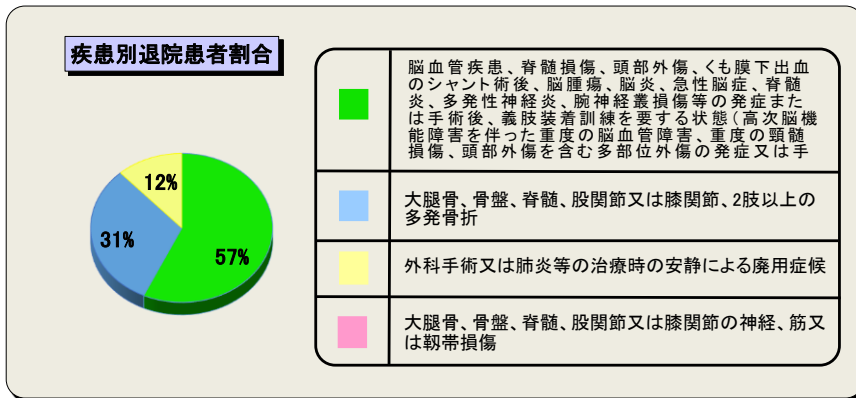 疾患別退院患者割合
脳血管疾患、脊髄損傷、頭部外傷、くも膜下出血
のシャント術後、脳腫瘍、脳炎、急性脳症、脊髄
炎、多発性神経炎、腕神経叢損傷等の発症また
は手術後、義肢装着訓練を要する状態(高次脳機
能障害を伴った重度の脳血管障害、重度の頸髄
損傷、頭部外傷を含む多部位外傷の発症又は手
12%
31%
57%
大腿骨、骨盤、脊髄、股関節又は膝関節、2肢以上の
多発骨折
外科手術又は肺炎等の治療時の安静による廃用症候
大腿骨、骨盤、脊髄、股関節又は膝関節の神経、筋又
は靭帯損傷